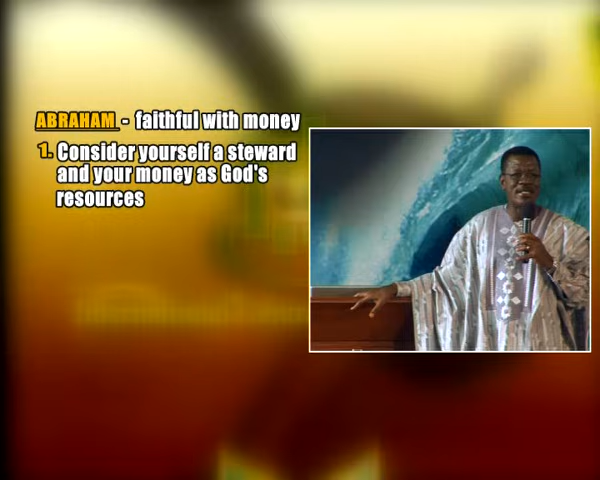 ABRAHAM - faithful with money
1. Consider yourself a steward
and your money as God's
resources